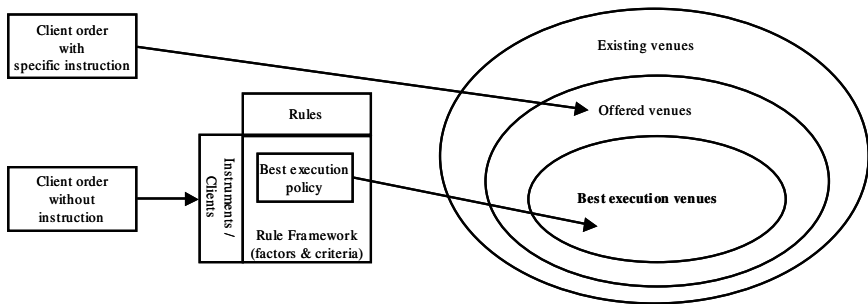 Client order
with
specific instruction
Existing venues
Offered venues
Rules
Instruments /
Clients
Best execution
policy
Client order
without
instruction
Best execution venues
Rule Framework
(factors & criteria)